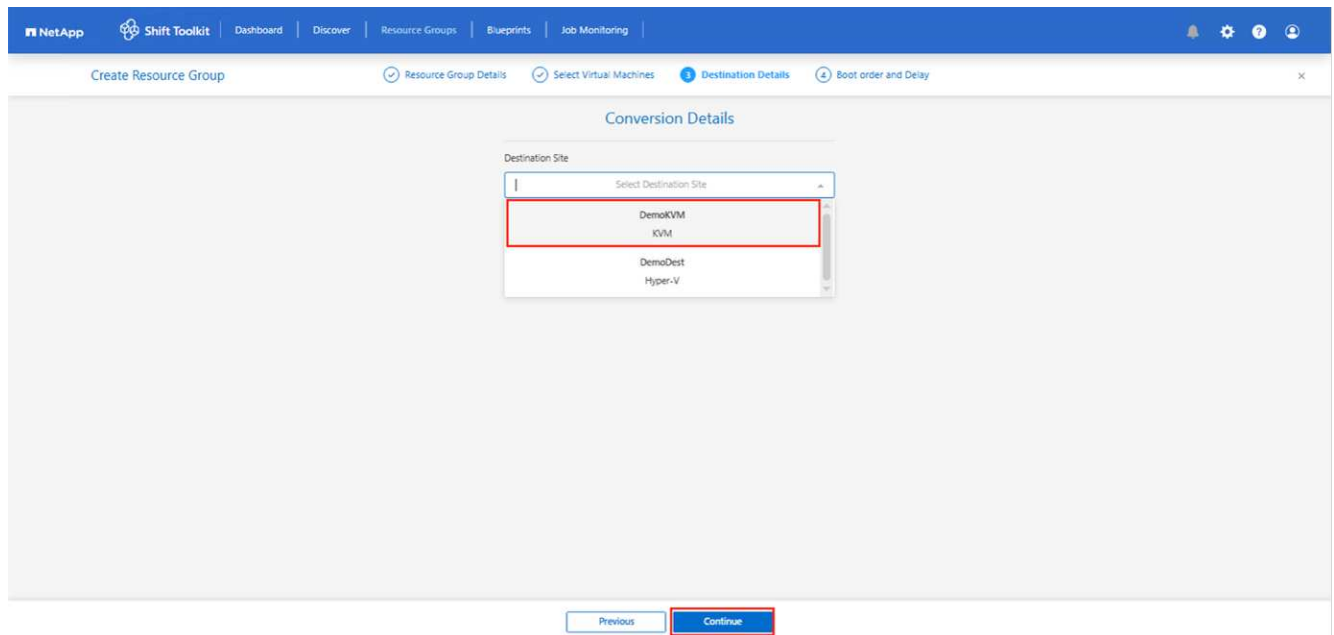 NetApp Shift Toolkit Dashboard Discover Resource Groups Blueprints Job Monitoring
Create Resource Group Resource Group Details Select Virtual Machines 3 Destination Details 4 Boot order and Delay
Conversion Details
Destination Site
Select Destination Site
DemoKVM
KVM
DemoDest
Hyper-V
Previous Continue